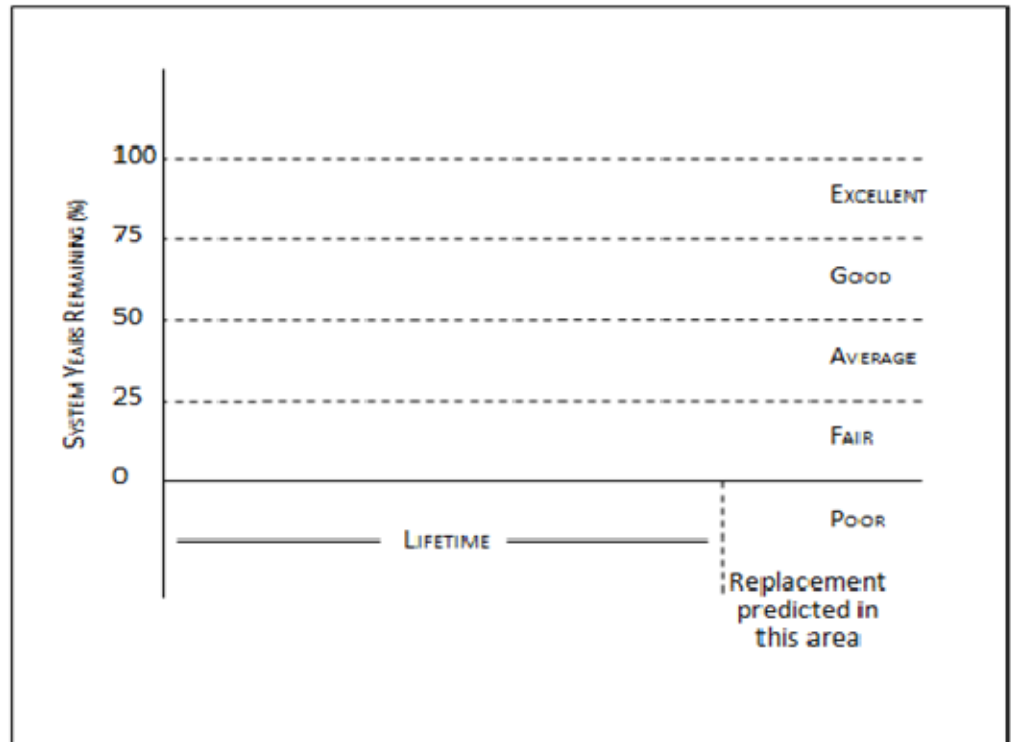 SYSTEM YEARS REMAINING (%)
100
EXCELLENT
75
GOOD
50
AVERAGE
25
FAIR
0
POOR
LIFETIME
Replacement
predicted in
this area